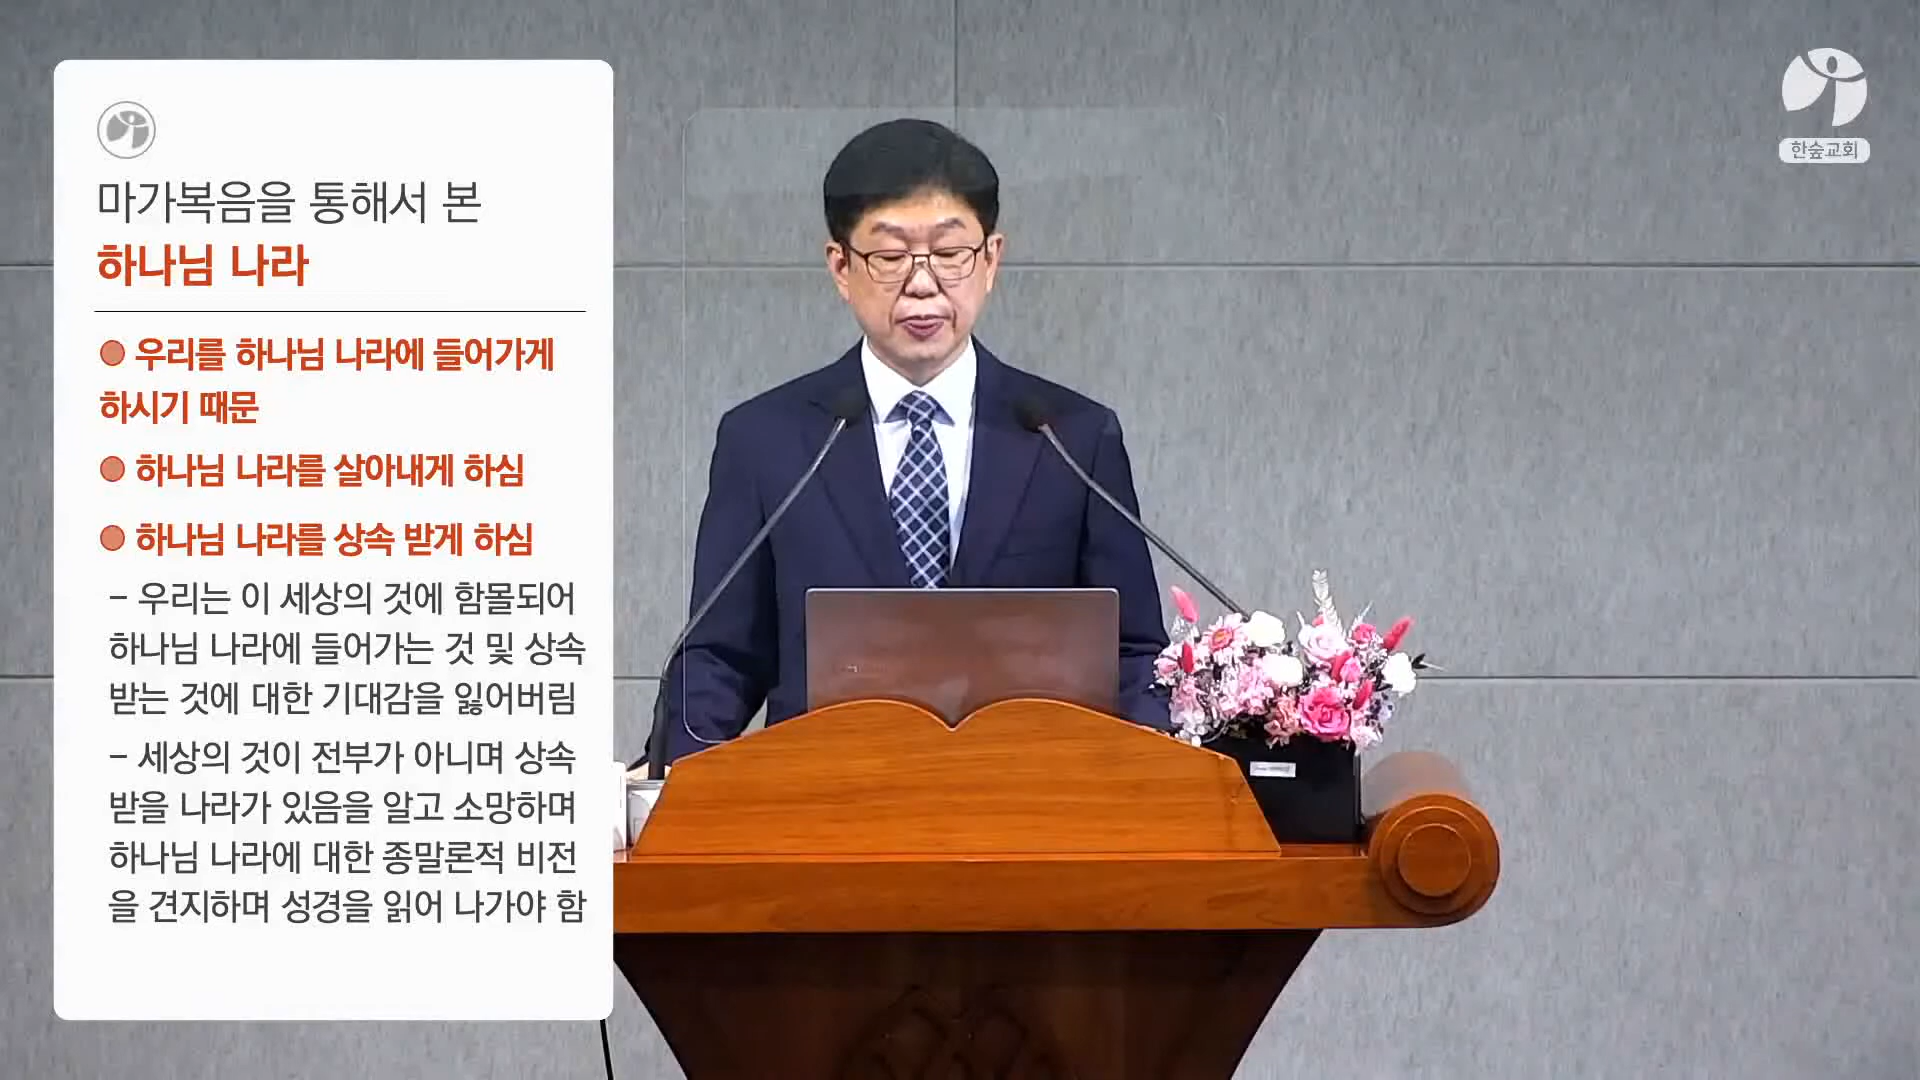 마가복음을 통해서 본
하나님 나라
우리를 하나님 나라에 들어가게
하시기 때문
하나님 나라를 살아내게 하심
하나님 나라를 상속 받게 하심
– 우리는 이 세상의 것에 함몰되어
하나님 나라에 들어가는 것 및 상속
받는 것에 대한 기대감을 잃어버림
– 세상의 것이 전부가 아니며 상속
받을 나라가 있음을 알고 소망하며
하나님 나라에 대한 종말론적 비전
을 견지하며 성경을 읽어 나가야 함
한숲교회